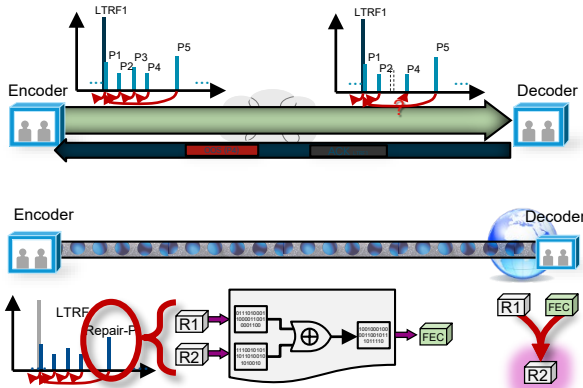 LTRF1
LTRF1
P1
P2
P3
P4
P5
P1
P2
P4
P5
?
Encoder
Decoder
Encoder
Decoder
LTRF
Repair-P
R1
0111010001
1000011001
0001100
1001000100
0011001011
1011110
FEC
R2
1110010101
1011010010
1010010
R1
FEC
R2